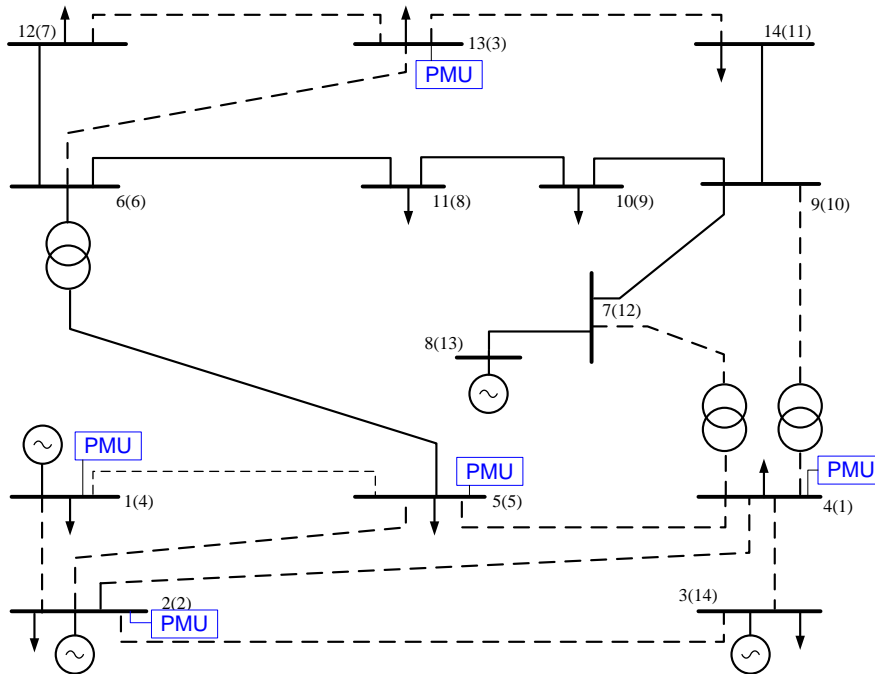 12(7)
13(3)
14(11)
PMU
6(6)
11(8)
10(9)
9(10)
7(12)
8(13)
PMU
PMU
PMU
1(4)
5(5)
4(1)
2(2)
3(14)
PMU